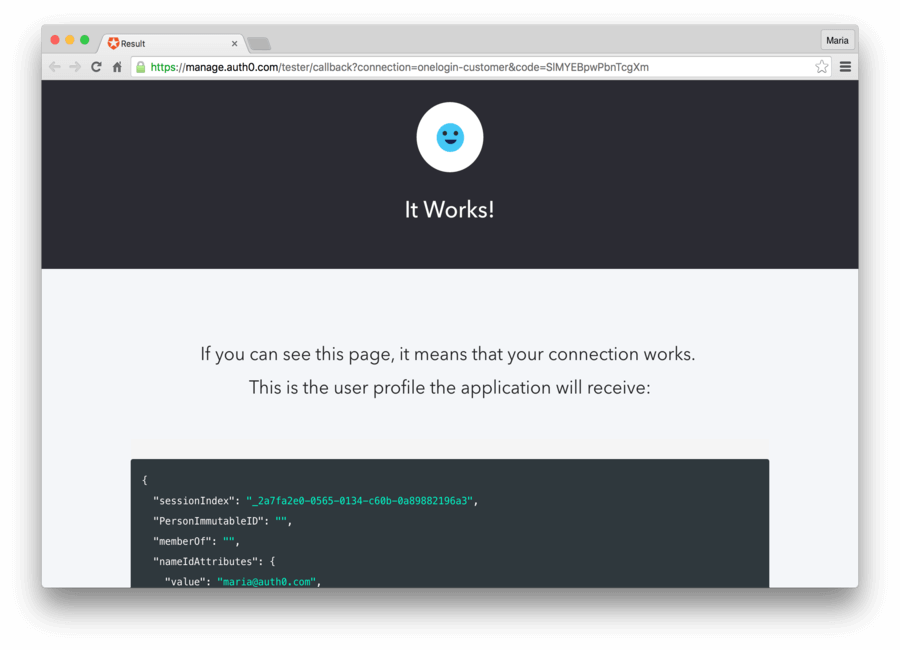 Result
Maria
https://manage.auth0.com/tester/callback?connection=onelogin-customer&code=SlMYEBpwPbnTcgXm
It Works!
If you can see this page, it means that your connection works.
This is the user profile the application will receive:
{
"sessionIndex": "_2a7fa2e0-0565-0134-c60b-0a89882196a3",
"PersonImmutableID": "",
"memberOf": "",
"nameIdAttributes": {
"value": "maria@auth0.com",